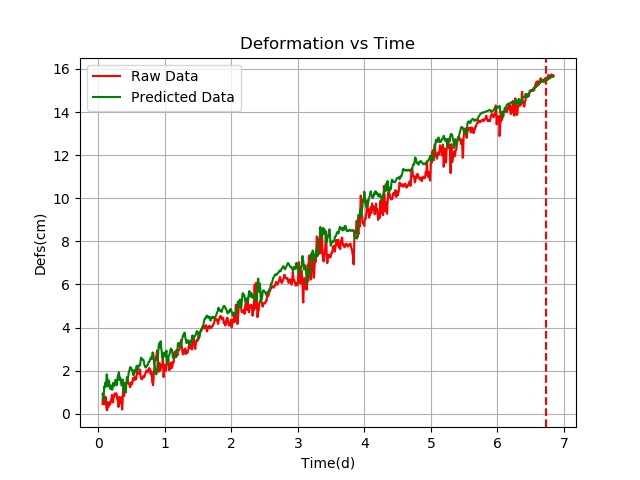 Deformation vs Time
Raw Data
Predicted Data
16
14
12
10
8
6
4
2
0
Defs(cm)
0 1 2 3 4 5 6 7
Time(d)